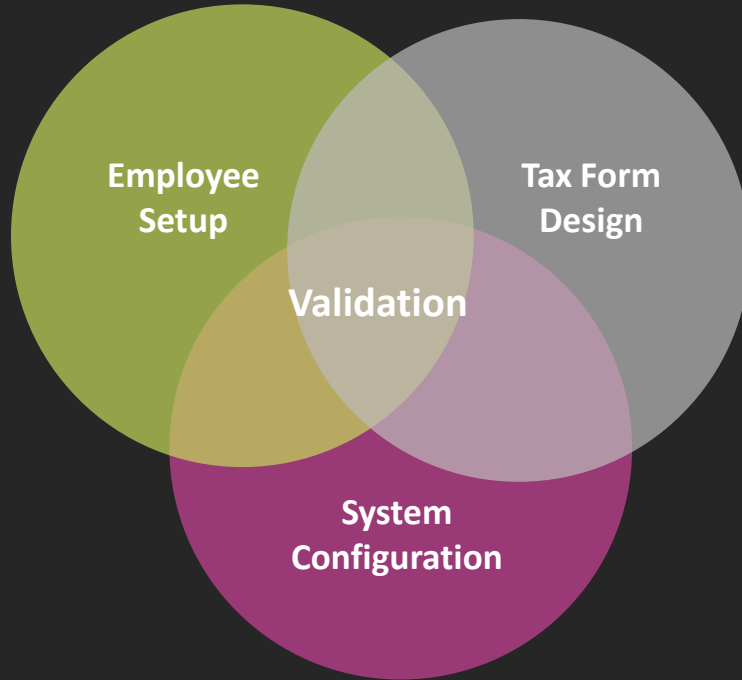 Employee
Setup
Tax Form
Design
Validation
System
Configuration